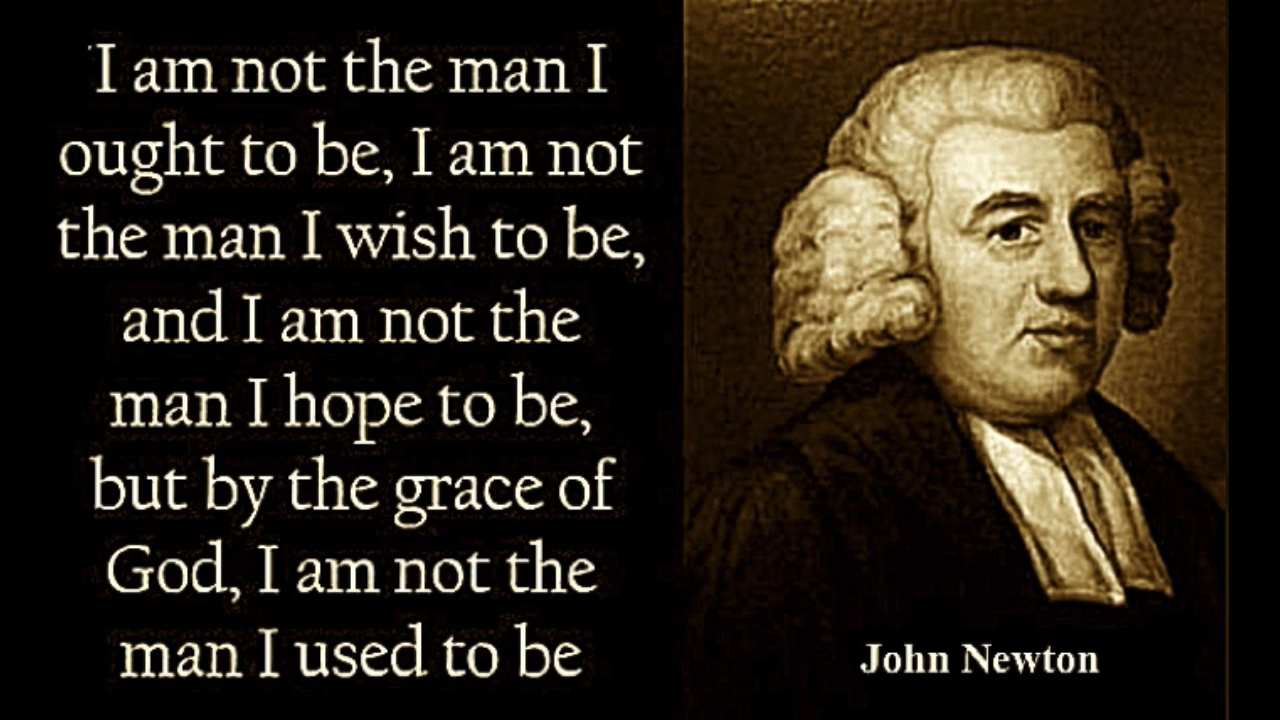 'I am not the man I
ought to be, I am not
the man I wish to be,
and I am not the
man I hope to be,
but by the grace of
God, I am not the
man I used to be
John Newton